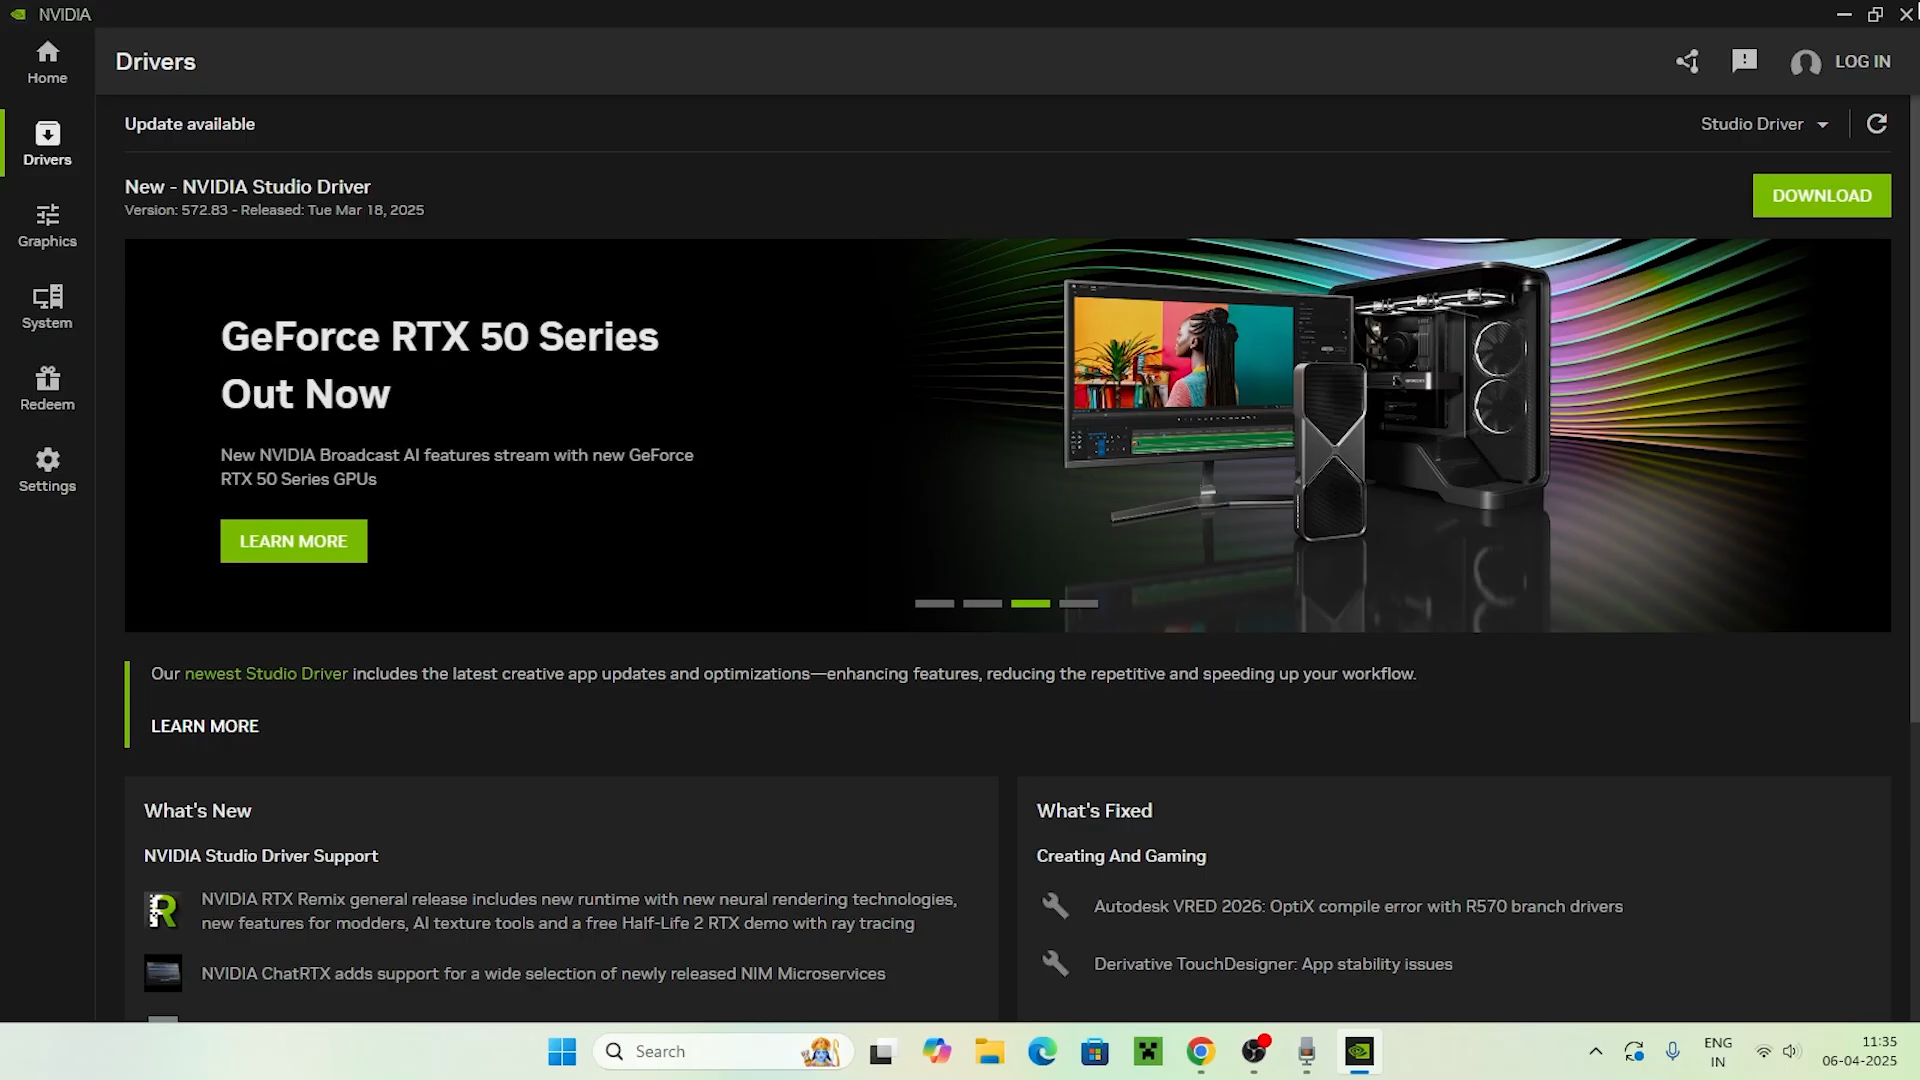 NVIDIA
Home
Drivers
LOG IN
Drivers
Update available
Studio Driver
New - NVIDIA Studio Driver
Version: 572.83 - Released: Tue Mar 18, 2025
DOWNLOAD
Graphics
System
Redeem
Settings
GeForce RTX 50 Series
Out Now
New NVIDIA Broadcast AI features stream with new GeForce
RTX 50 Series GPUs
LEARN MORE
Our newest Studio Driver includes the latest creative app updates and optimizations—enhancing features, reducing the repetitive and speeding up your workflow.
LEARN MORE
What's New
NVIDIA Studio Driver Support
NVIDIA RTX Remix general release includes new runtime with new neural rendering technologies,
new features for modders, AI texture tools and a free Half-Life 2 RTX demo with ray tracing
NVIDIA ChatRTX adds support for a wide selection of newly released NIM Microservices
What's Fixed
Creating And Gaming
Autodesk VRED 2026: OptiX compile error with R570 branch drivers
Derivative TouchDesigner: App stability issues
Search
ENG
IN
11:35
06-04-2025